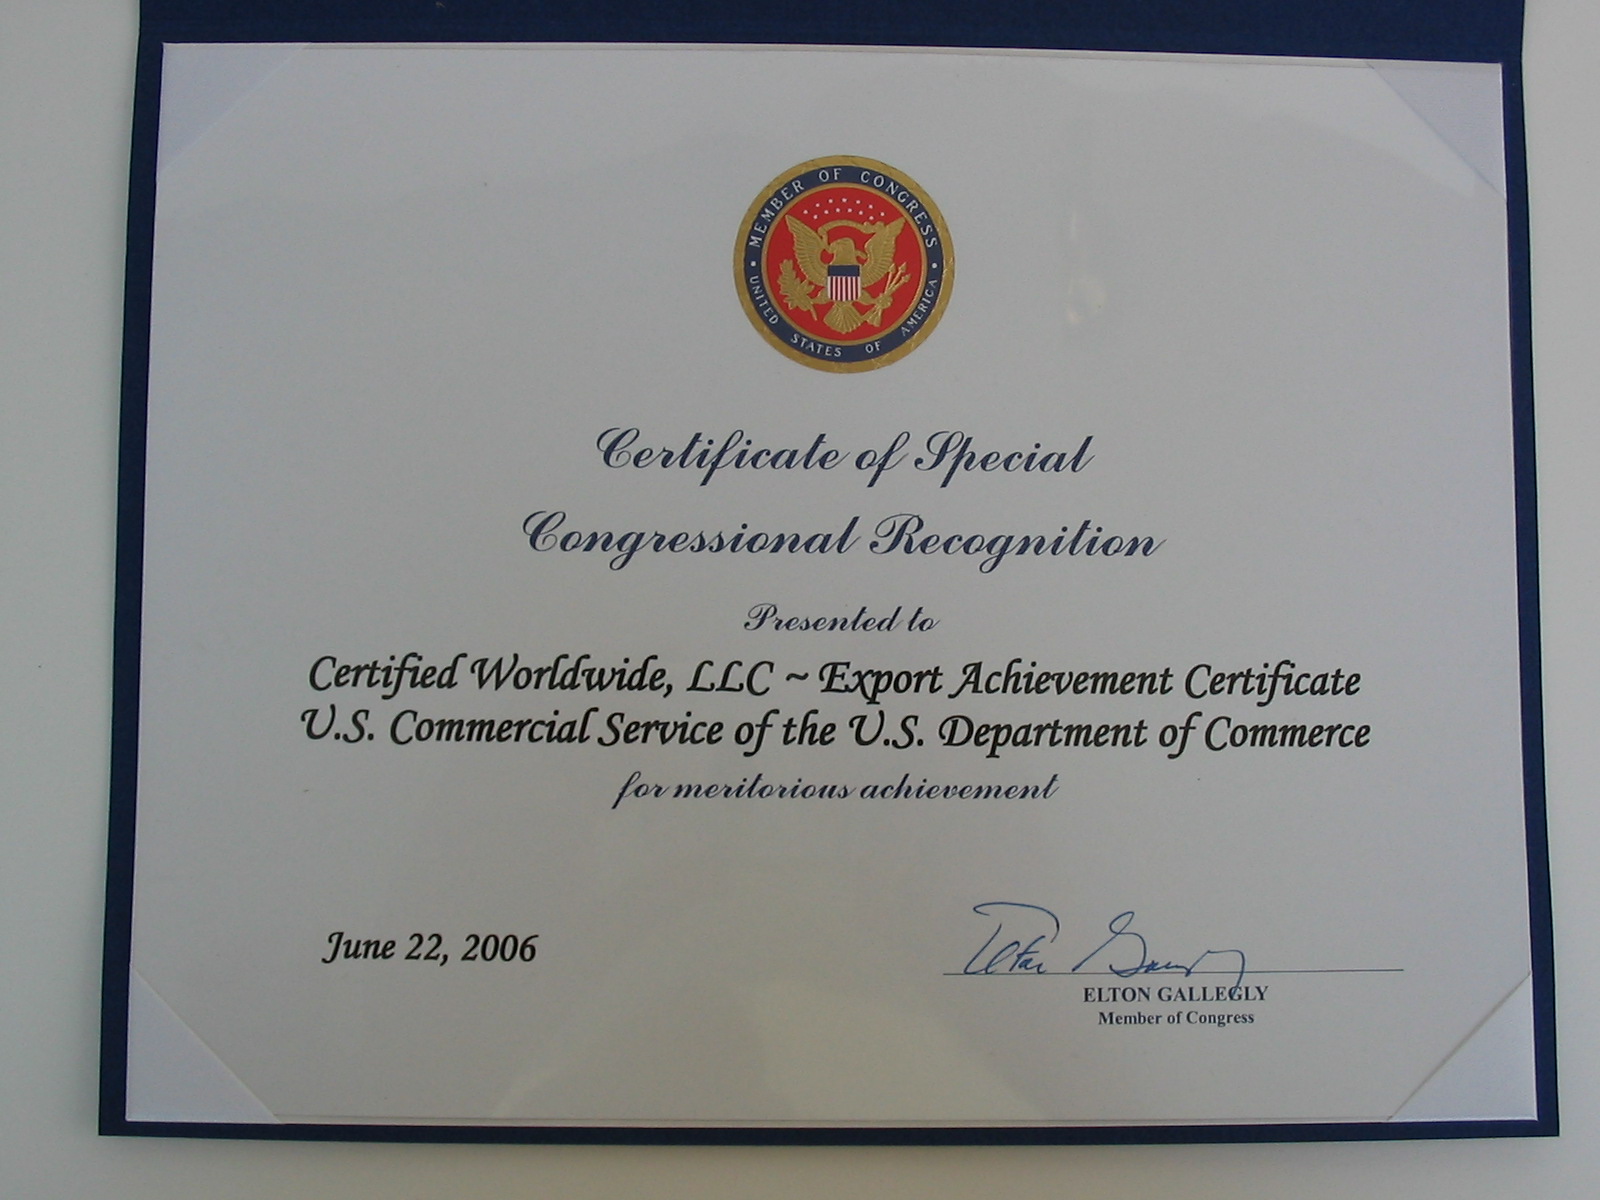 MEMBER OF CONGRESS
UNITED STATES OF AMERICA
Certificate of Special
Congressional Recognition
Presented to
Certified Worldwide, LLC ~ Export Achievement Certificate
U.S. Commercial Service of the U.S. Department of Commerce
for meritorious achievement
June 22, 2006
ELTON GALLEGLY
Member of Congress